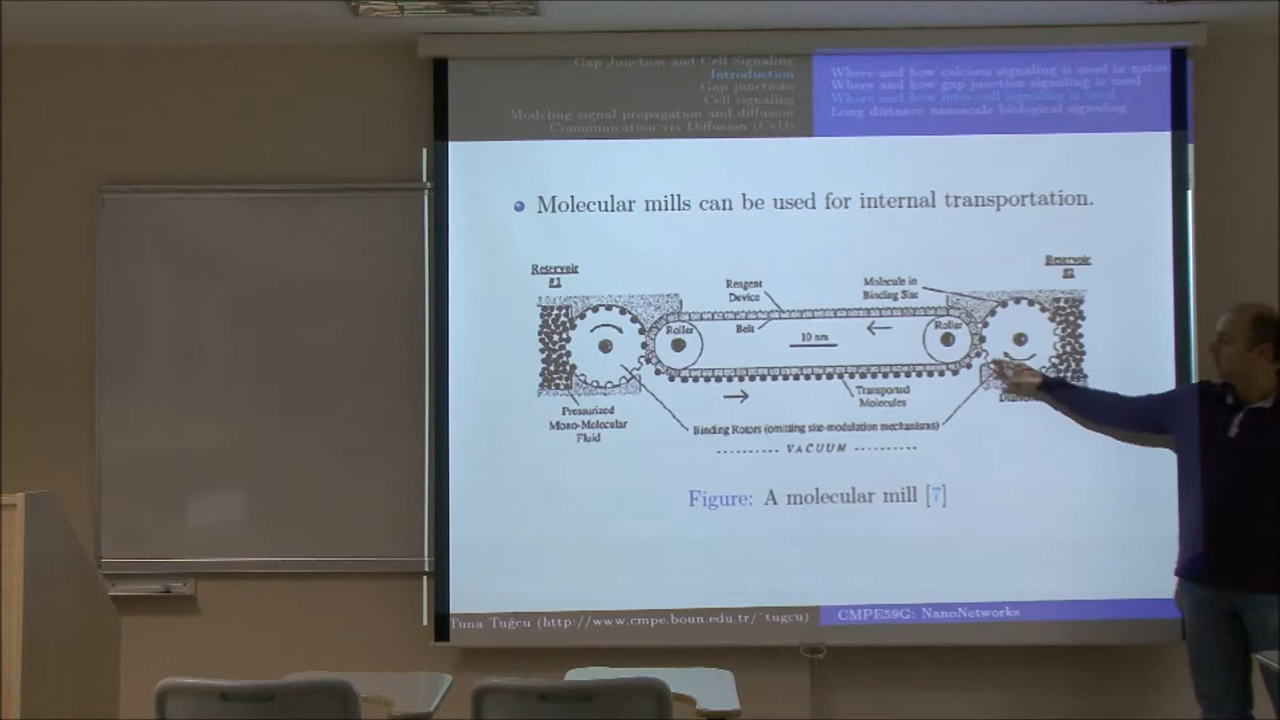 Gap Junction and Cell Signaling
Introduction
Gap junctions
Cell signaling
Modeling signal propagation and diffusion
Communication via Diffusion (CvD)
Where and how calcium signaling is used in
Where and how gap junction signaling is used
Where and how inter-cell signaling is used
Long distance nanoscale biological signaling
Molecular mills can be used for internal transportation.
Reservoir
#1
Reagent
Device
Molecule in
Binding Site
Reservoir
#2
Roller
Belt
10 nm
Roller
Pressurized
Mono-Molecular
Fluid
Transported
Molecules
Binding Rotors (omitting site-modulation mechanisms)
VACUUM
Figure: A molecular mill [7]
Tuna Tuğcu (http://www.cmpe.boun.edu.tr/~tugcu)
CMPE59G: NanoNetworks